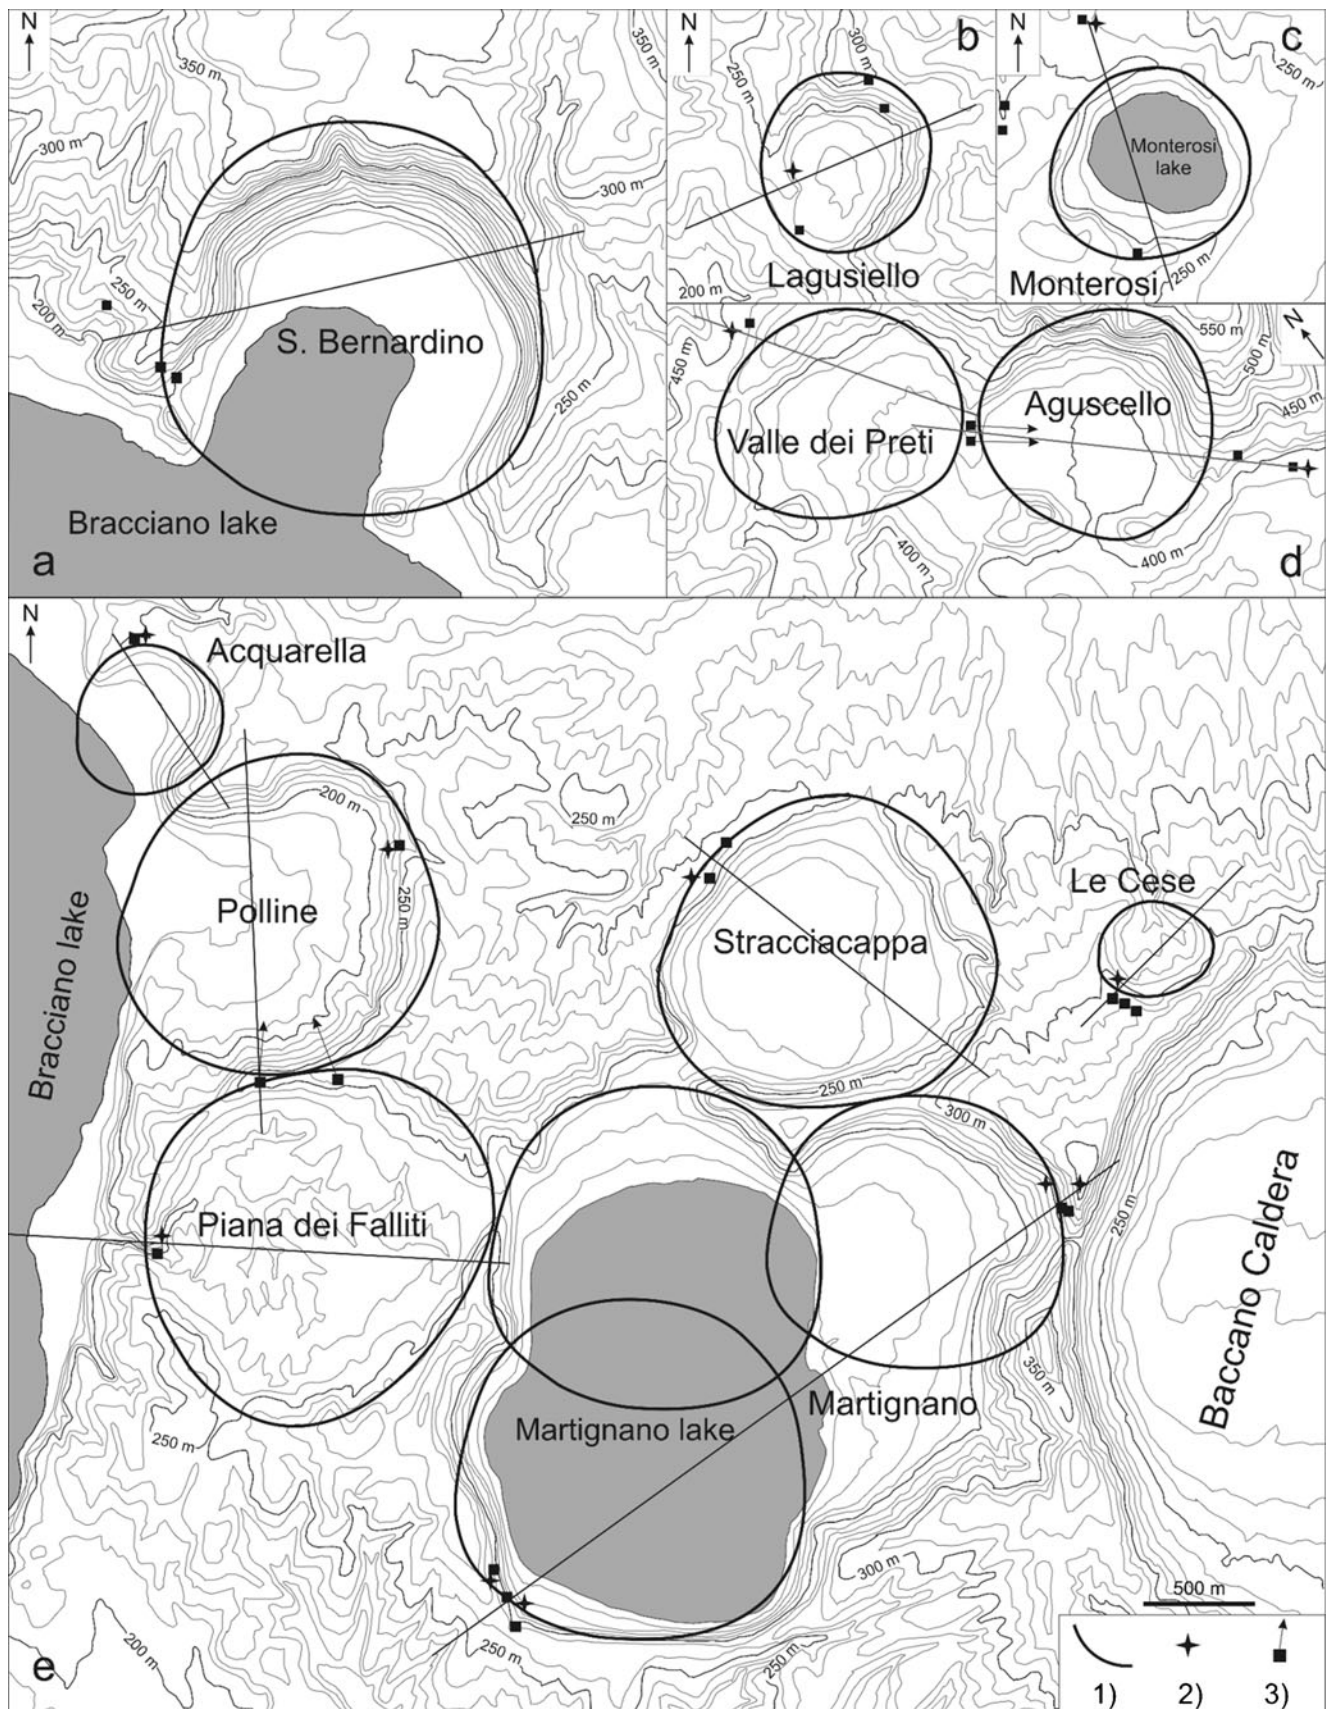 N
350 m
350 m
300 m
300 m
250 m
200 m
S. Bernardino
250 m
Bracciano lake
a
N
b
300 m
250 m
Lagusiello
200 m
N
c
250 m
Monterosi
lake
250 m
Monterosi
550 m
N
500 m
450 m
Aguscello
450 m
Valle dei Preti
400 m
400 m
d
N
Acquarella
200 m
250 m
250 m
Polline
Bracciano lake
Le Cese
Stracciacappa
250 m
300 m
Piana dei Falliti
250 m
Baccano Caldera
350 m
Martignano
Martignano lake
250 m
300 m
500 m
200 m
250 m
250 m
e
1)
2)
3)